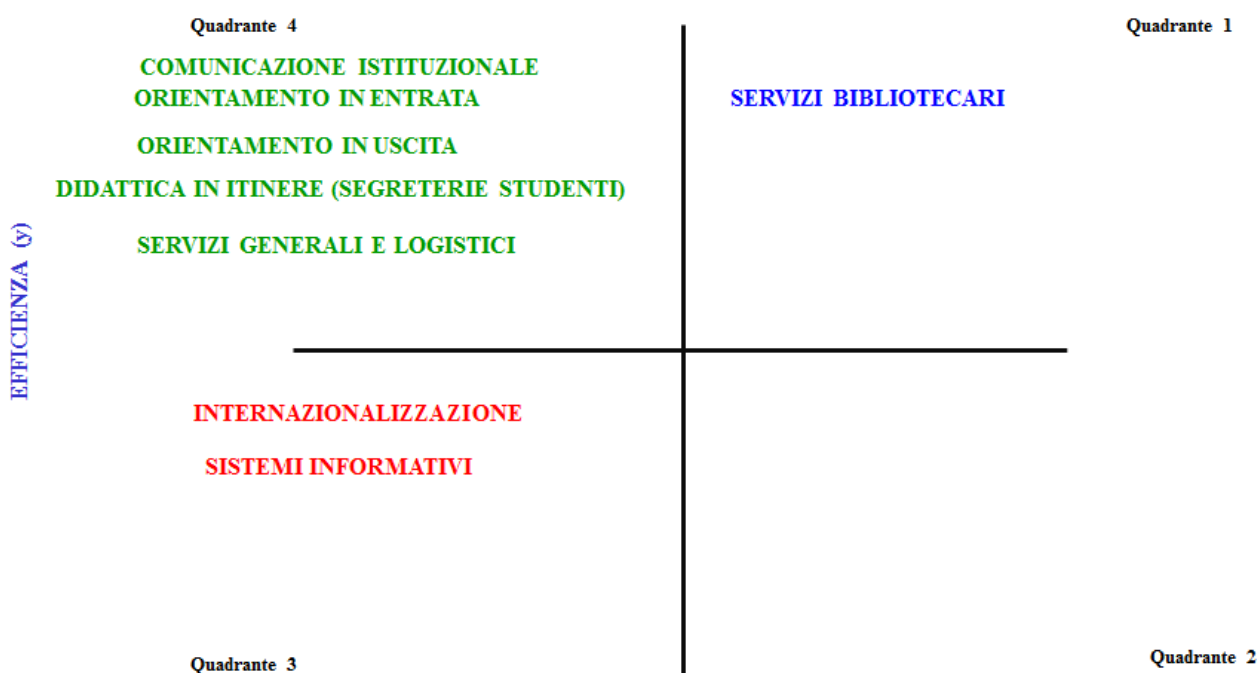 Quadrante 4
Quadrante 1
COMUNICAZIONE ISTITUZIONALE
ORIENTAMENTO IN ENTRATA
SERVIZI BIBLIOTECARI
ORIENTAMENTO IN USCITA
DIDATTICA IN ITINERE (SEGRETERIE STUDENTI)
SERVIZI GENERALI E LOGISTICI
EFFICIENZA (y)
INTERNAZIONALIZZAZIONE
SISTEMI INFORMATIVI
Quadrante 3
Quadrante 2